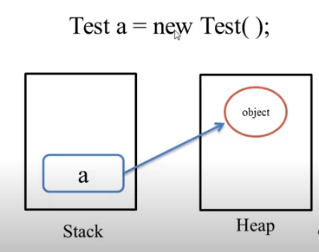 Test a = new Test( );
object
a
Stack
Heap